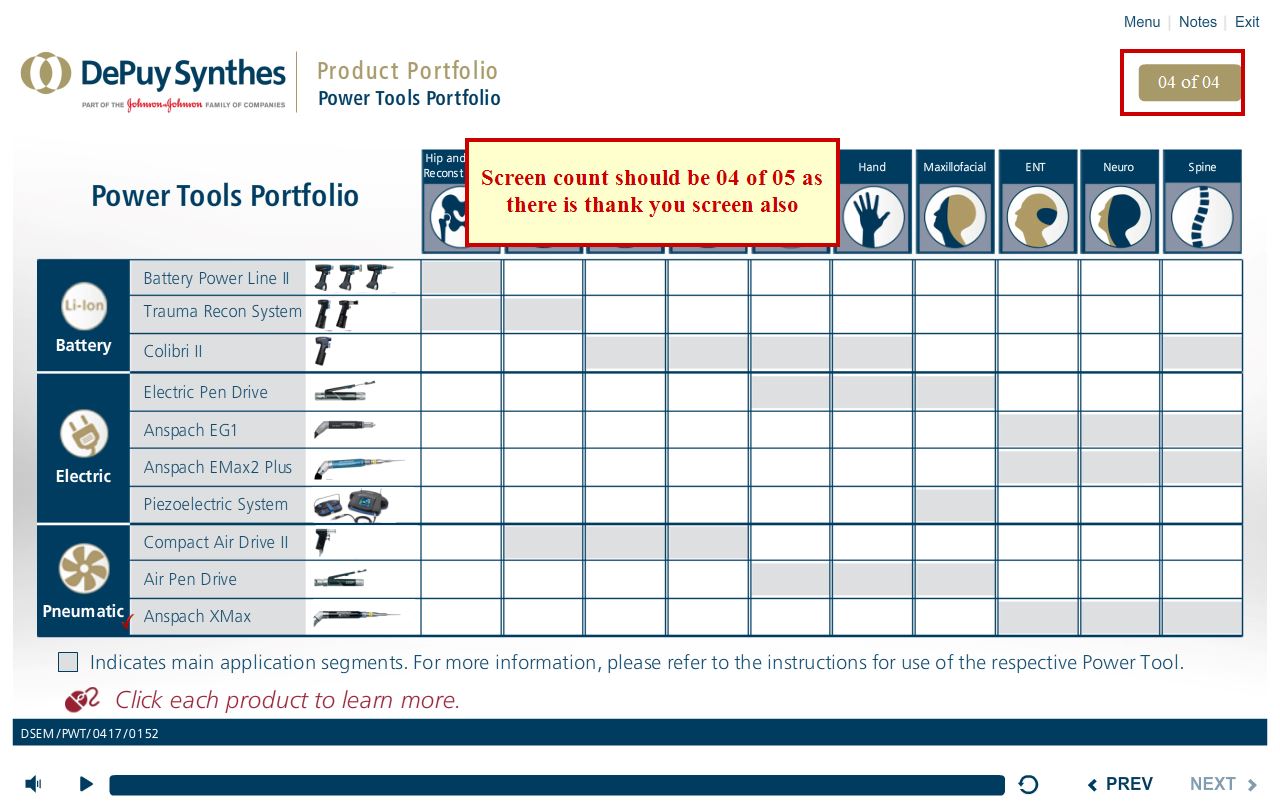 Menu | Notes | Exit
DePuy Synthes
PART OF THE Johnson & Johnson FAMILY OF COMPANIES
Product Portfolio
Power Tools Portfolio
04 of 04
Power Tools Portfolio
Hip and
Hand
Maxillofacial
ENT
Neuro
Spine
Screen count should be 04 of 05 as
there is thank you screen also
Li-Ion
Battery
Battery Power Line II
Trauma Recon System
Colibri II
Electric
Electric Pen Drive
Anspach EG1
Anspach EMax2 Plus
Piezoelectric System
Pneumatic
Compact Air Drive II
Air Pen Drive
Anspach XMax
Indicates main application segments. For more information, please refer to the instructions for use of the respective Power Tool.
Click each product to learn more.
DSEM/PWT/0417/0152
PREV
NEXT